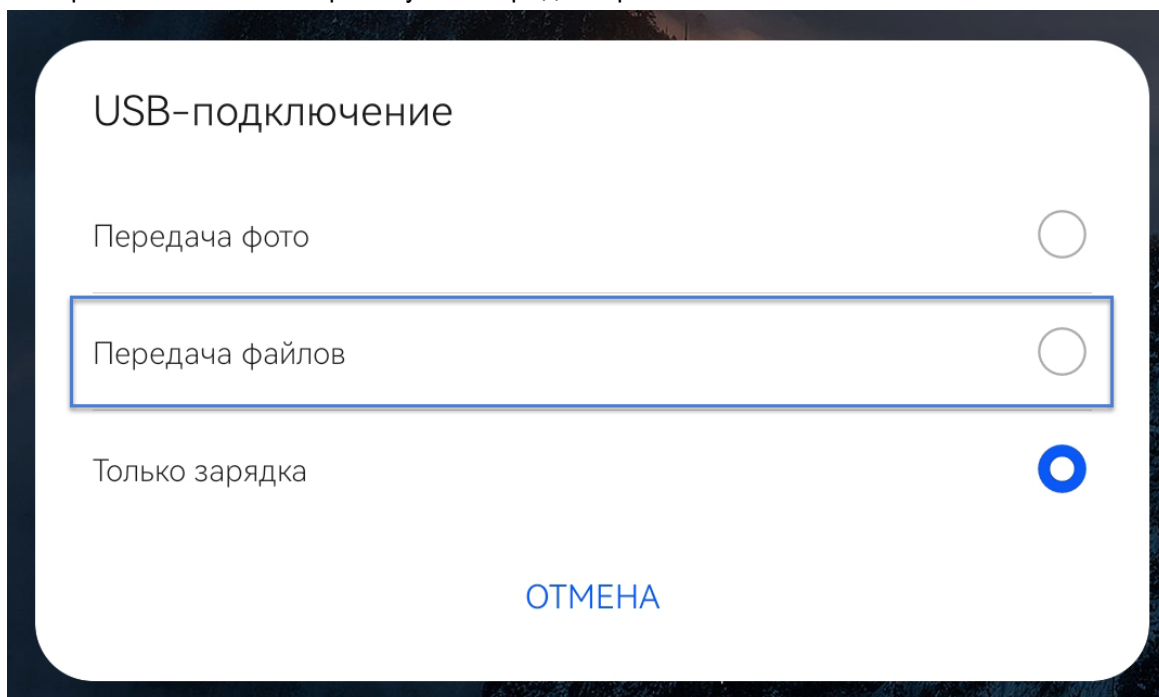 USB-подключение
Передача фото
Передача файлов
Только зарядка
ОТМЕНА